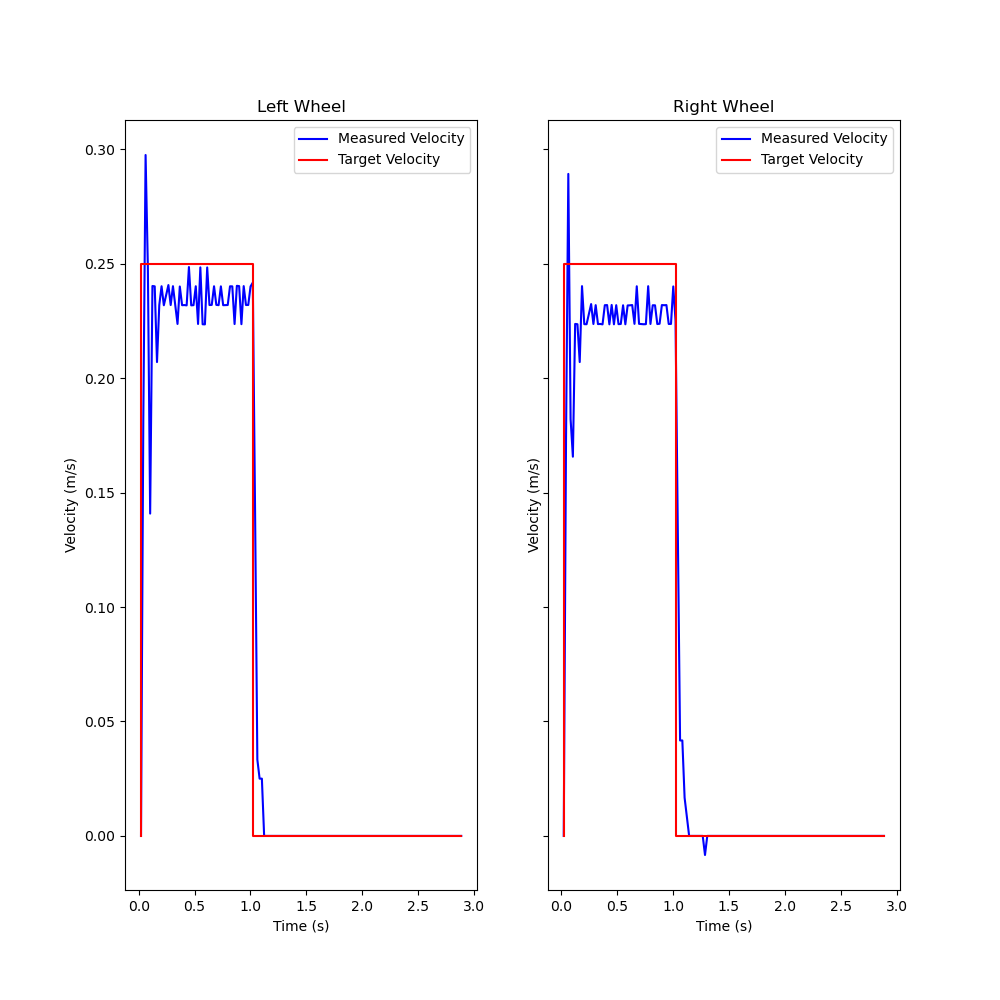 Left Wheel
Measured Velocity
Target Velocity
0.30
0.25
0.20
0.15
0.10
0.05
0.00
Velocity (m/s)
0.0 0.5 1.0 1.5 2.0 2.5 3.0
Time (s)
Right Wheel
Measured Velocity
Target Velocity
Velocity (m/s)
0.0 0.5 1.0 1.5 2.0 2.5 3.0
Time (s)